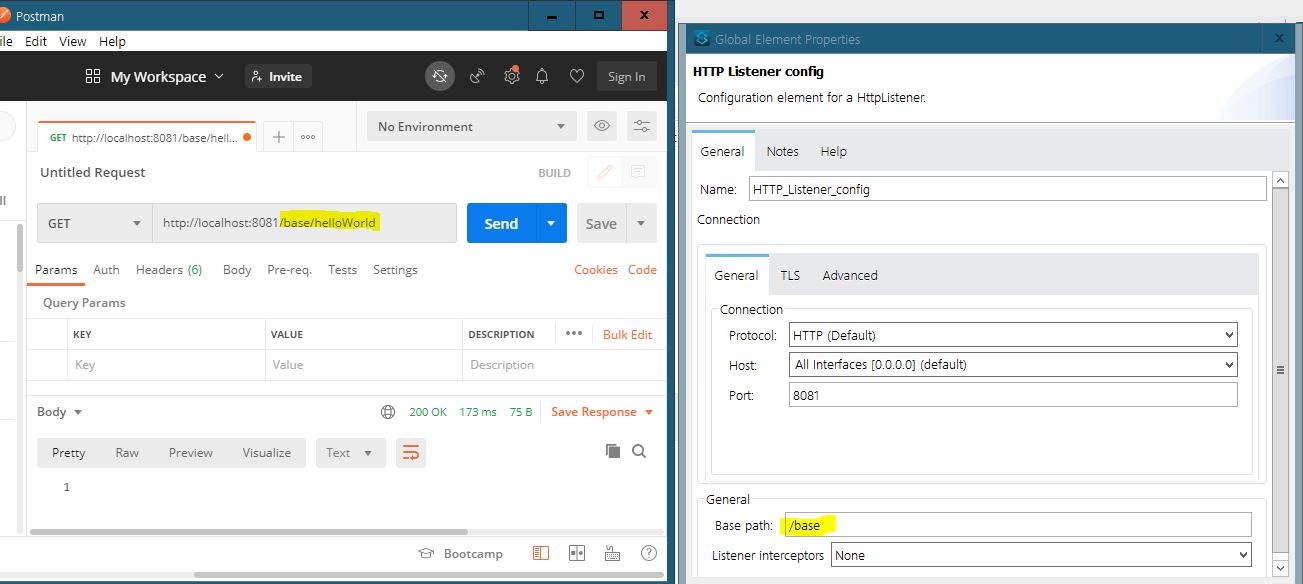 Postman
ile Edit View Help
My Workspace
Invite
Sign In
GET http://localhost:8081/base/hell...
No Environment
Untitled Request
BUILD
GET
http://localhost:8081/base/helloWorld
Send
Save
Params Auth Headers (6) Body Pre-req. Tests Settings Cookies Code
Query Params
KEY VALUE DESCRIPTION ••• Bulk Edit
Key Value Description
Body
200 OK 173 ms 75 B Save Response
Pretty Raw Preview Visualize Text
1
Bootcamp
Global Element Properties
HTTP Listener config
Configuration element for a HttpListener.
General Notes Help
Name: HTTP_Listener_config
Connection
General TLS Advanced
Connection
Protocol: HTTP (Default)
Host: All Interfaces [0.0.0.0] (default)
Port: 8081
General
Base path: /base
Listener interceptors None